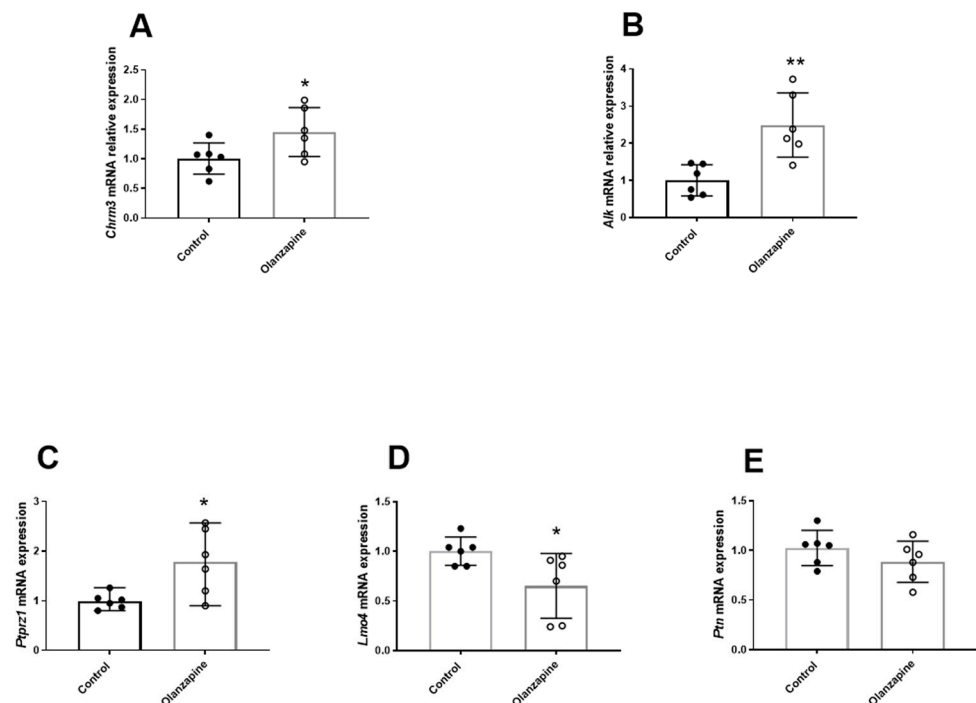 A
Chrm3 mRNA relative expression
2.5
2.0
1.5
1.0
0.5
0.0
*
Control
Olanzapine
B
Alk mRNA relative expression
4
3
2
1
0
**
Control
Olanzapine
C
Ptprz1 mRNA expression
3
2
1
0
*
Control
Olanzapine
D
Lmo4 mRNA expression
1.5
1.0
0.5
0.0
*
Control
Olanzapine
E
Ptn mRNA expression
1.5
1.0
0.5
0.0
Control
Olanzapine